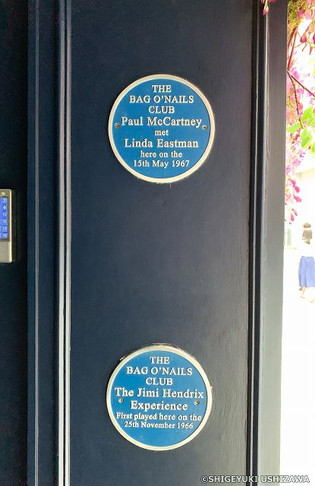 THE
BAG O'NAILS
CLUB
Paul McCartney
met
Linda Eastman
here on the
15th May 1967
THE
BAG O'NAILS
CLUB
The Jimi Hendrix
Experience
First played here on the
25th November 1966
©SHIGEYUKI USHIZAWA